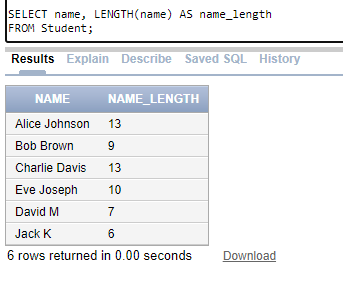 SELECT name, LENGTH(name) AS name_length
FROM Student;
Results Explain Describe Saved SQL History
NAME NAME_LENGTH
Alice Johnson 13
Bob Brown 9
Charlie Davis 13
Eve Joseph 10
David M 7
Jack K 6
6 rows returned in 0.00 seconds Download